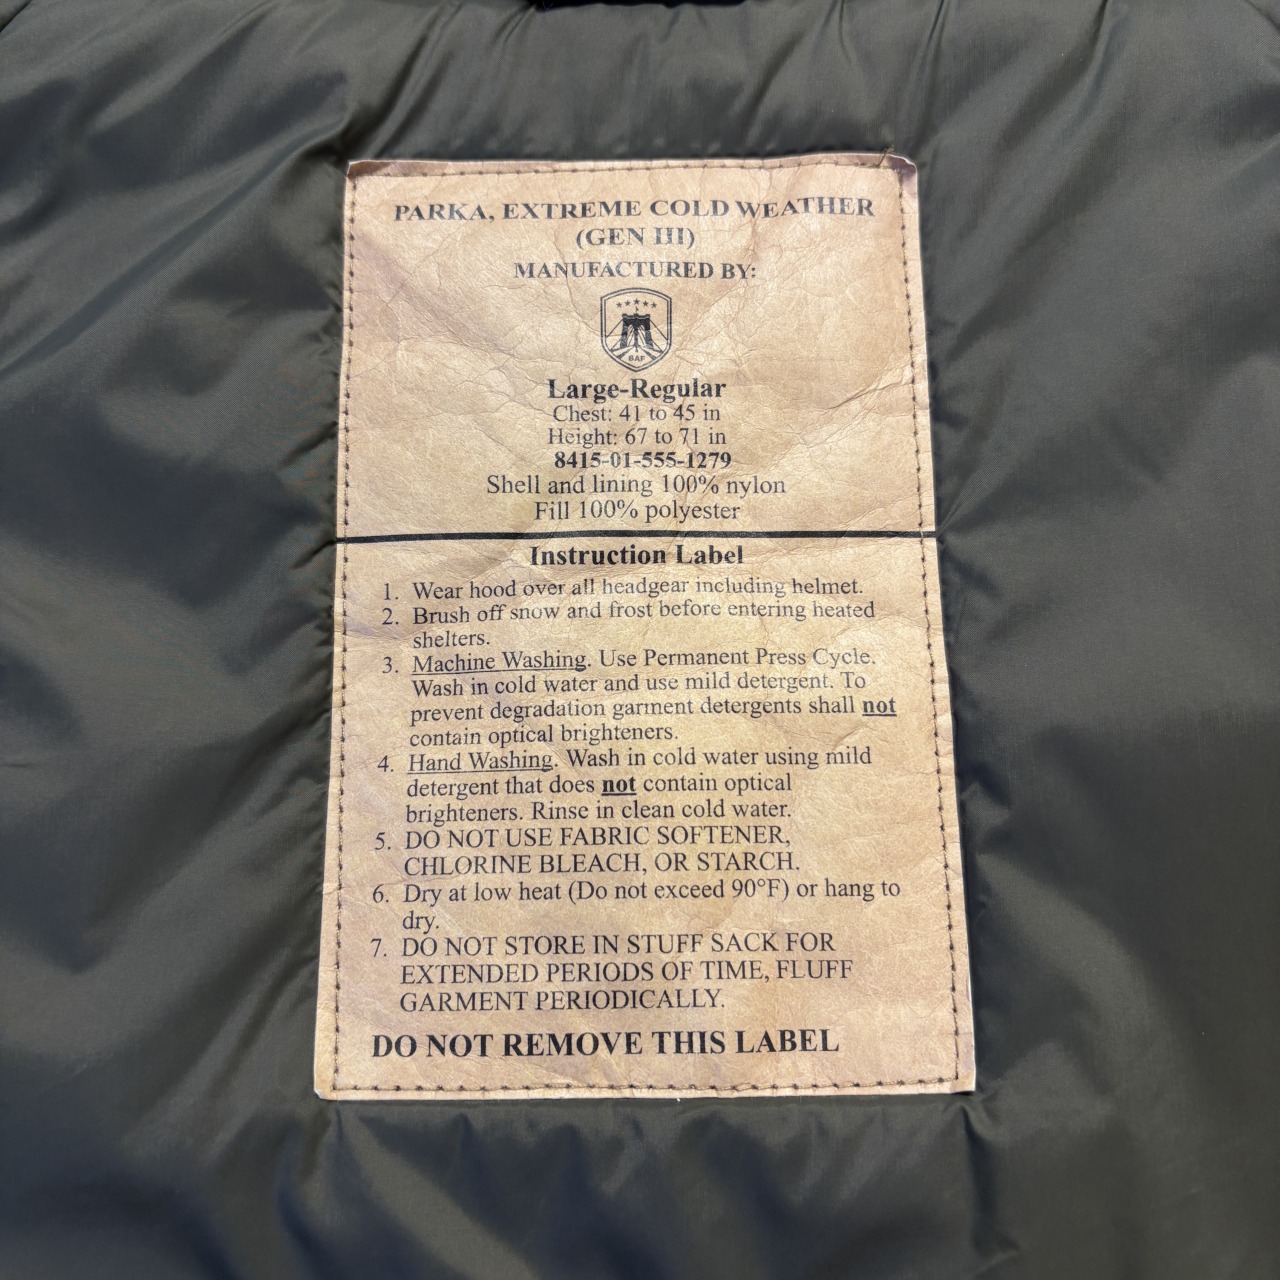 PARKA, EXTREME COLD WEATHER
(GEN III)
MANUFACTURED BY:
BAF
Large-Regular
Chest: 41 to 45 in
Height: 67 to 71 in
8415-01-555-1279
Shell and lining 100% nylon
Fill 100% polyester
Instruction Label
1. Wear hood over all headgear including helmet.
2. Brush off snow and frost before entering heated
shelters.
3. Machine Washing. Use Permanent Press Cycle.
Wash in cold water and use mild detergent. To
prevent degradation garment detergents shall not
contain optical brighteners.
4. Hand Washing. Wash in cold water using mild
detergent that does not contain optical
brighteners. Rinse in clean cold water.
5. DO NOT USE FABRIC SOFTENER,
CHLORINE BLEACH, OR STARCH.
6. Dry at low heat (Do not exceed 90°F) or hang to
dry.
7. DO NOT STORE IN STUFF SACK FOR
EXTENDED PERIODS OF TIME, FLUFF
GARMENT PERIODICALLY.
DO NOT REMOVE THIS LABEL